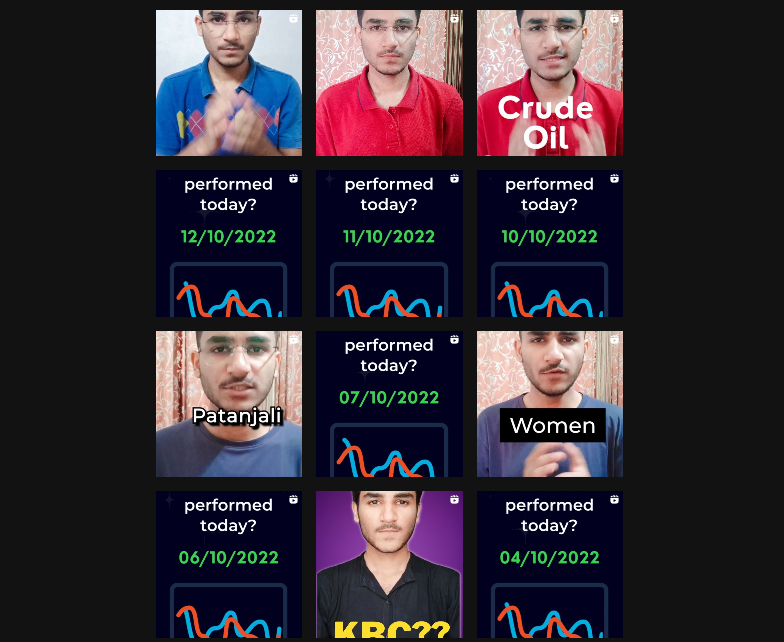 Crude
Oil
performed
today?
12/10/2022
performed
today?
11/10/2022
performed
today?
10/10/2022
Patanjali
performed
today?
07/10/2022
Women
performed
today?
06/10/2022
KBC??
performed
today?
04/10/2022